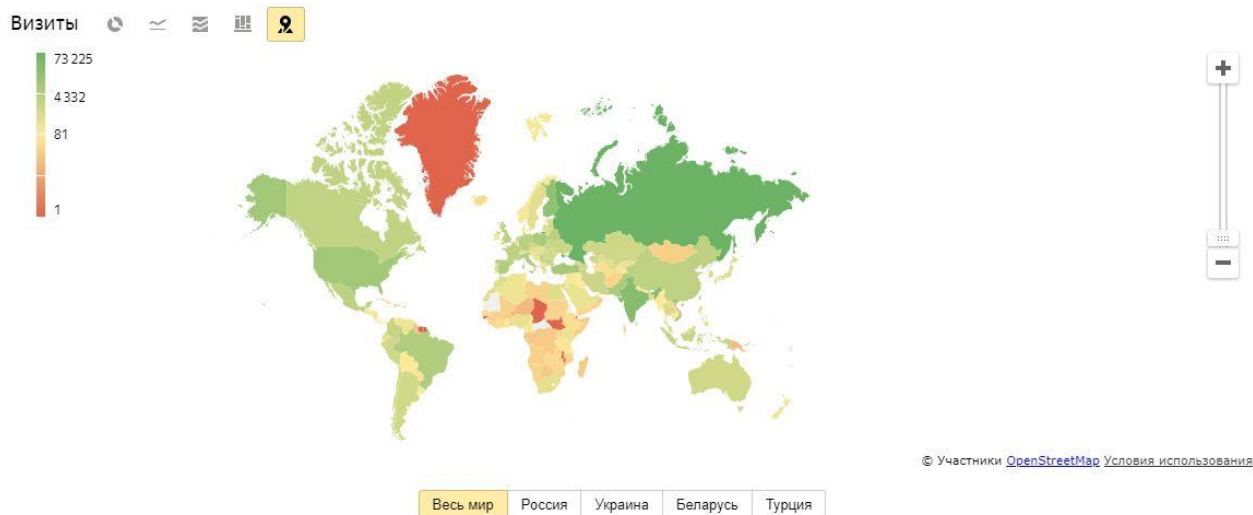 Визиты
73 225
4 332
81
1
© Участники OpenStreetMap Условия использования
Весь мир Россия Украина Беларусь Турция